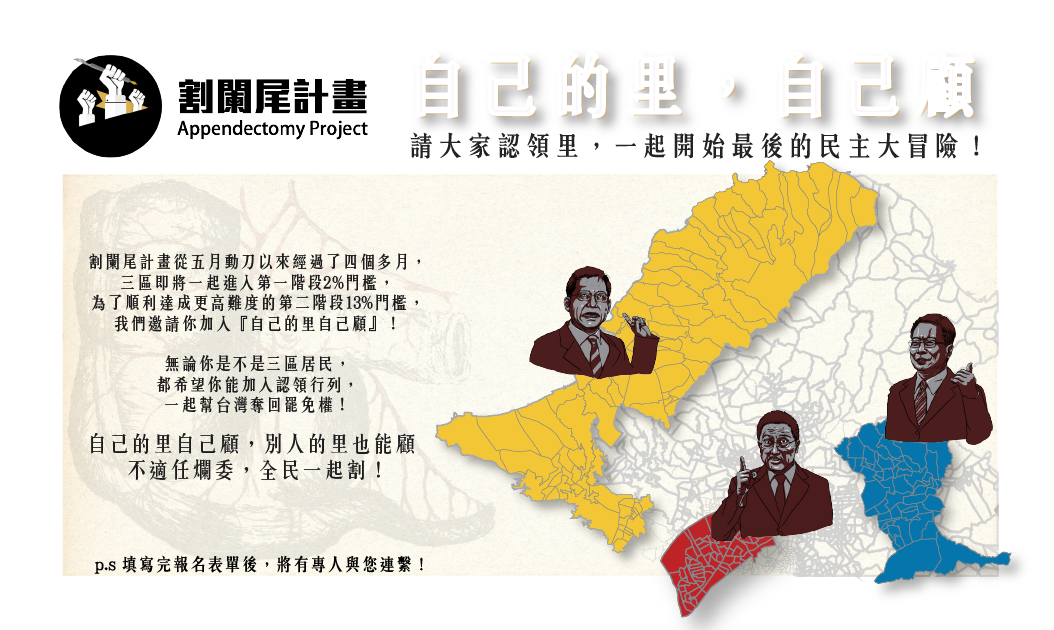 割闌尾計畫
Appendectomy Project
自己的里，自己顧
請大家認領里，一起開始最後的民主大冒險！
割闌尾計畫從五月動刀以來經過了四個多月，
三區即將一起進入第一階段2%門檻，
為了順利達成更高難度的第二階段13%門檻，
我們邀請你加入『自己的里自己顧』！
無論你是不是三區居民，
都希望你能加入認領行列，
一起幫台灣奪回罷免權！
自己的里自己顧，別人的里也能顧
不適任爛委，全民一起割！
p.s 填寫完報名表單後，將有專人與您連繫！